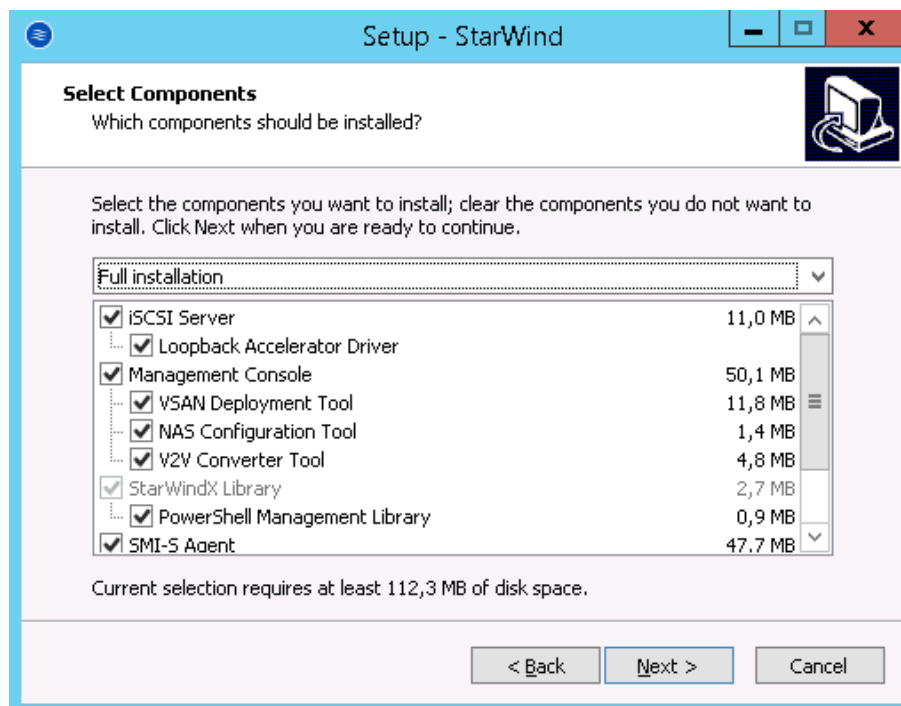 Setup - StarWind
Select Components
Which components should be installed?
Select the components you want to install; clear the components you do not want to
install. Click Next when you are ready to continue.
Full installation
iSCSI Server 11,0 MB
Loopback Accelerator Driver
Management Console 50,1 MB
VSAN Deployment Tool 11,8 MB
NAS Configuration Tool 1,4 MB
V2V Converter Tool 4,8 MB
StarWindX Library 2,7 MB
PowerShell Management Library 0,9 MB
SMI-S Agent 47,7 MB
Current selection requires at least 112,3 MB of disk space.
< Back Next > Cancel